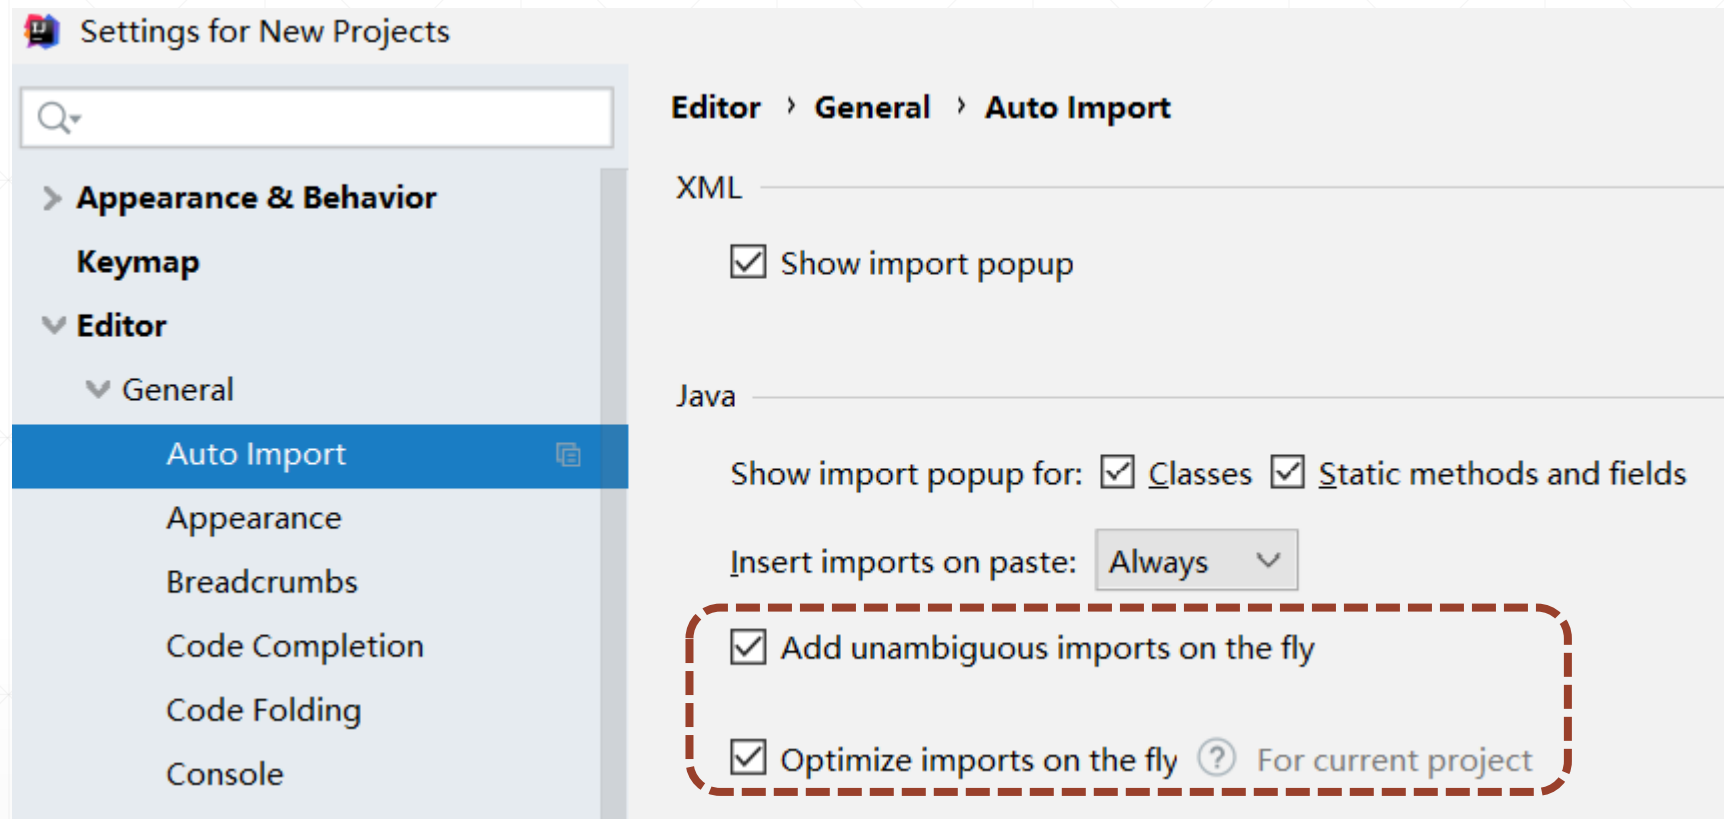 Settings for New Projects
Appearance & Behavior
Keymap
Editor
General
Auto Import
Appearance
Breadcrumbs
Code Completion
Code Folding
Console
Editor › General › Auto Import
XML
Show import popup
Java
Show import popup for: Classes Static methods and fields
Insert imports on paste: Always
Add unambiguous imports on the fly
Optimize imports on the fly ? For current project